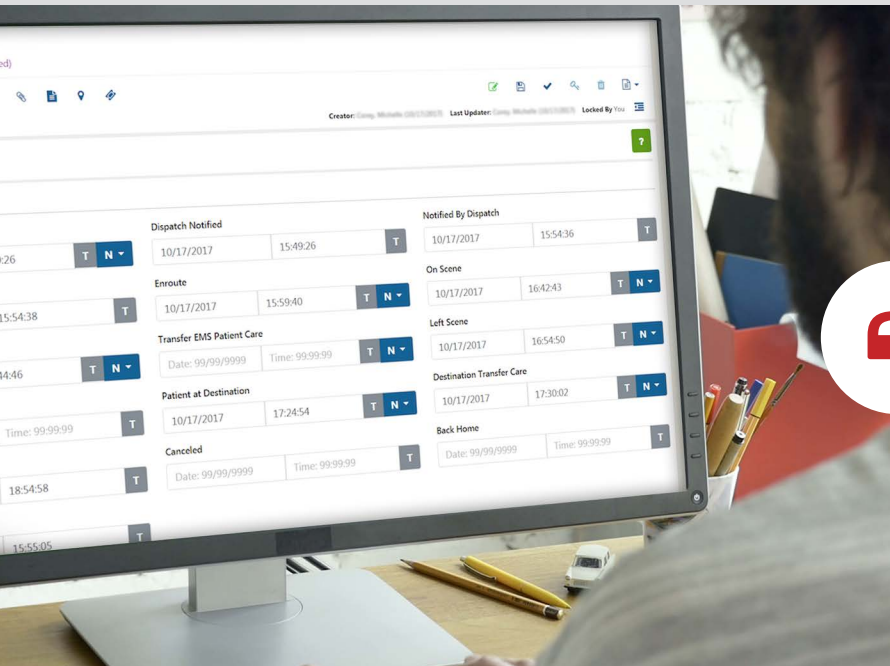 ed)
Creator: Last Updater: Locked By You
?
Dispatch Notified
Notified By Dispatch
:26 T N
10/17/2017 15:49:26 T
10/17/2017 15:54:36 T
Enroute
On Scene
15:54:38 T
10/17/2017 15:59:40 T N
10/17/2017 16:42:43 T N
Transfer EMS Patient Care
Left Scene
44:46 T N
Date: 99/99/9999 Time: 99:99:99 T N
10/17/2017 16:54:50 T N
Patient at Destination
Destination Transfer Care
Time: 99:99:99 T
10/17/2017 17:24:54 T N
10/17/2017 17:30:02 T N
Canceled
Back Home
18:54:58 T
Date: 99/99/9999 Time: 99:99:99 T
Date: 99/99/9999 Time: 99:99:99 T
15:55:05 T